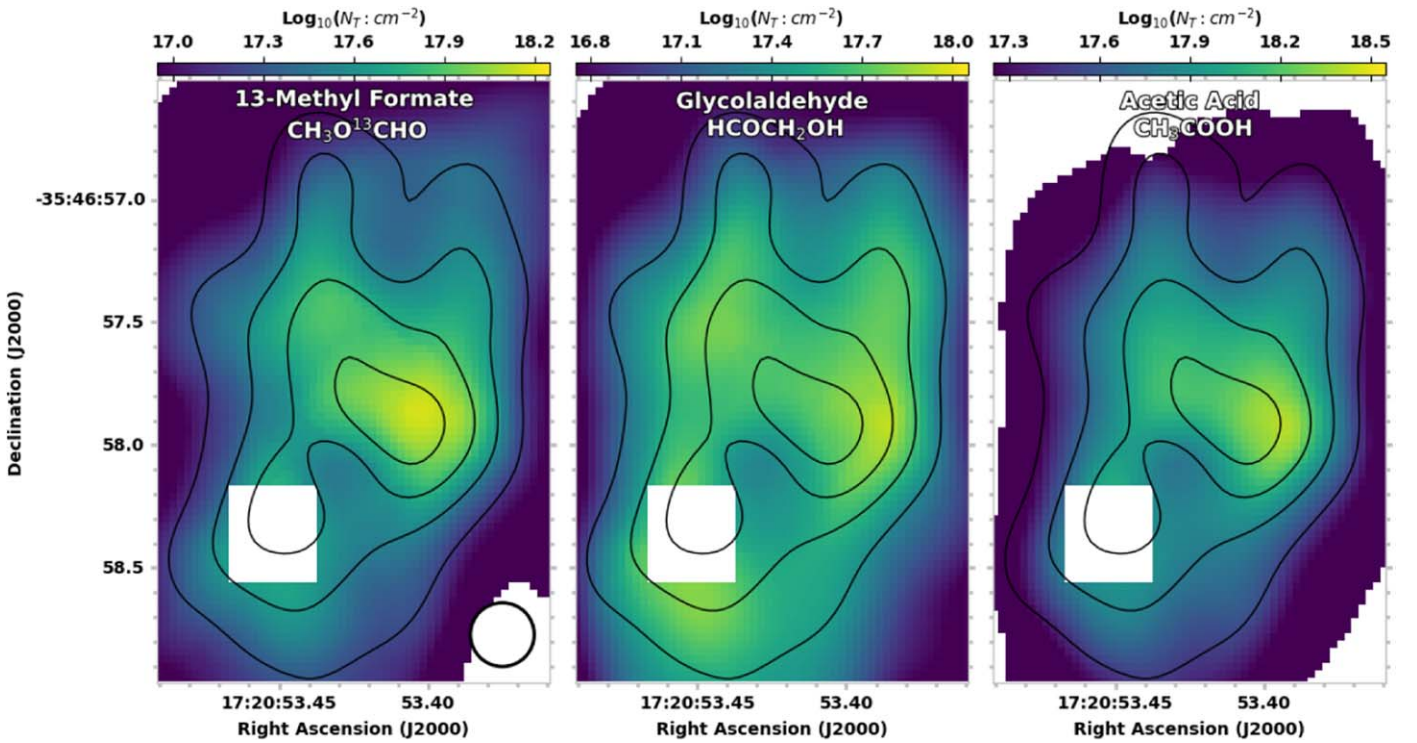 Log₁₀(N_T : cm⁻²) Log₁₀(N_T : cm⁻²) Log₁₀(N_T : cm⁻²)
17.0 17.3 17.6 17.9 18.2 16.8 17.1 17.4 17.7 18.0 17.3 17.6 17.9 18.2 18.5
13-Methyl Formate
CH₃O¹³CHO
Glycolaldehyde
HCOCH₂OH
Acetic Acid
CH₃COOH
Declination (J2000)
-35:46:57.0
57.5
58.0
58.5
17:20:53.45 53.40 17:20:53.45 53.40 17:20:53.45 53.40
Right Ascension (J2000) Right Ascension (J2000) Right Ascension (J2000)